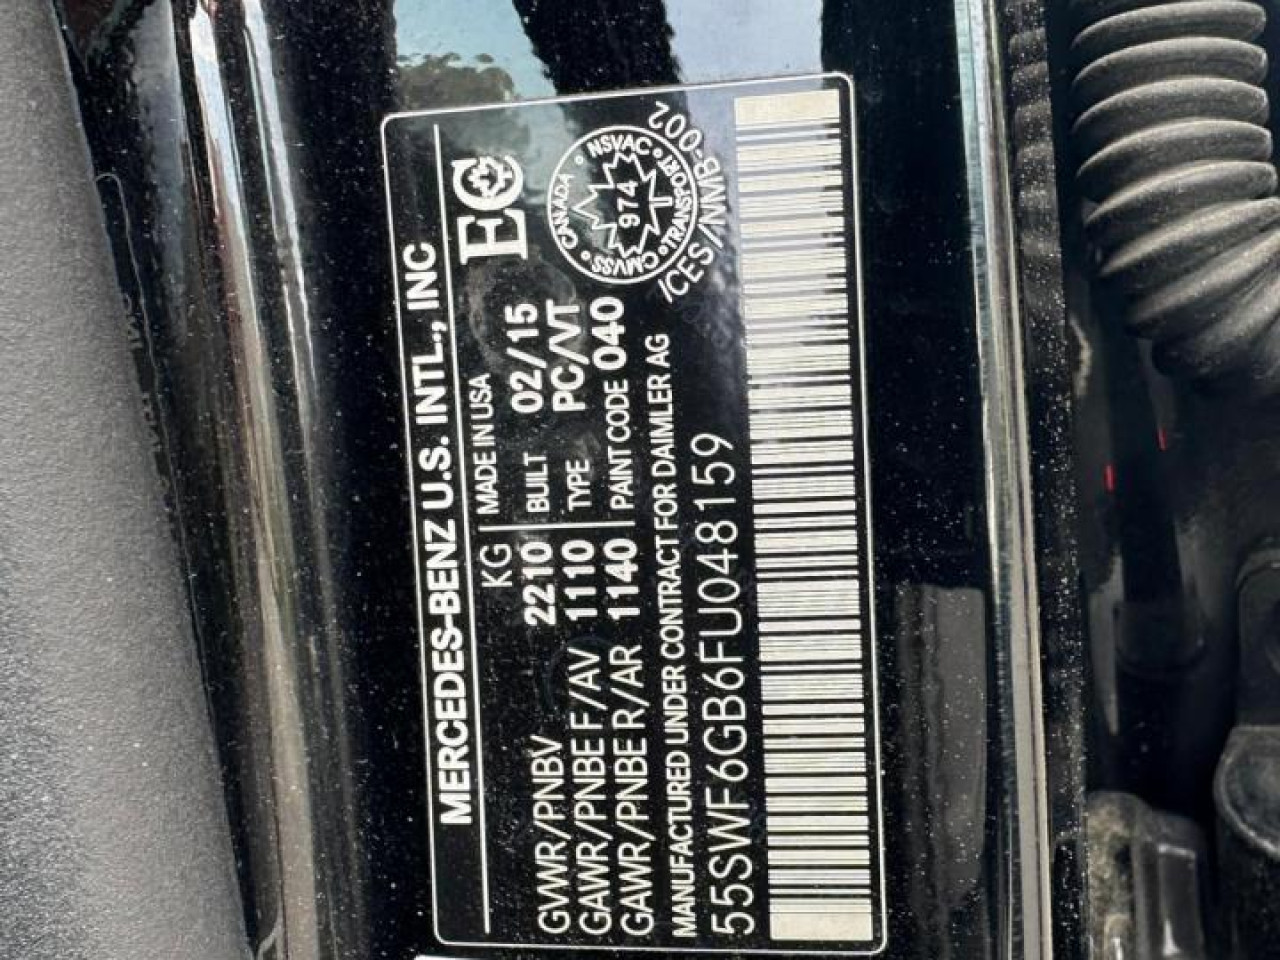 MERCEDES-BENZ U.S. INTL., INC
KG MADE IN USA EC
GVWR/PNBV 2210 BUILT 02/15
GAWR/PNBE F/AV 1110 TYPE PC/VT
GAWR/PNBE R/AR 1140 PAINT CODE 040
MANUFACTURED UNDER CONTRACT FOR DAIMLER AG
55SWF6GB6FU048159
CANADA · NSVAC · TRANSPORT · CMVSS
974
T
ICES/NMB-002